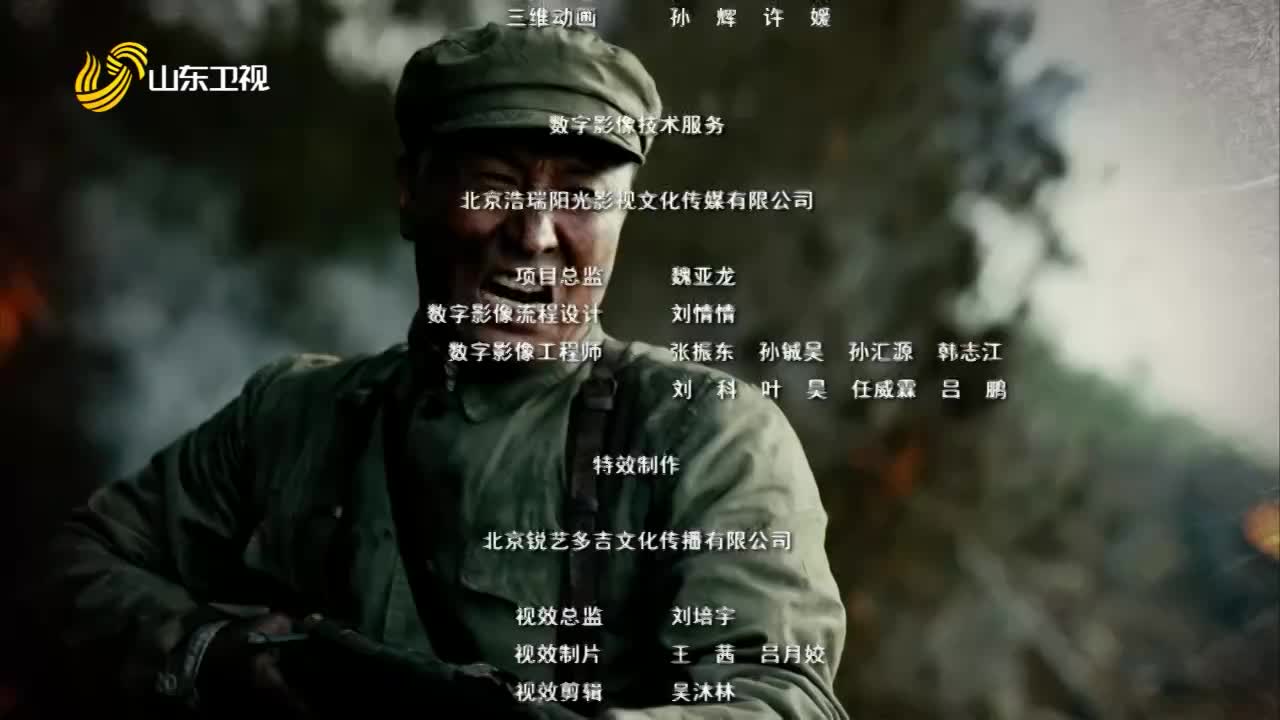 三维动画 孙 辉 许 媛
山东卫视
数字影像技术服务
北京浩瑞阳光影视文化传媒有限公司
项目总监 魏亚龙
数字影像流程设计 刘情情
数字影像工程师 张振东 孙铖昊 孙汇源 韩志江
刘 科 叶 昊 任威霖 吕 鹏
特效制作
北京锐艺多吉文化传播有限公司
视效总监 刘培宇
视效制片 王 茜 吕月姣
视效剪辑 吴沐林